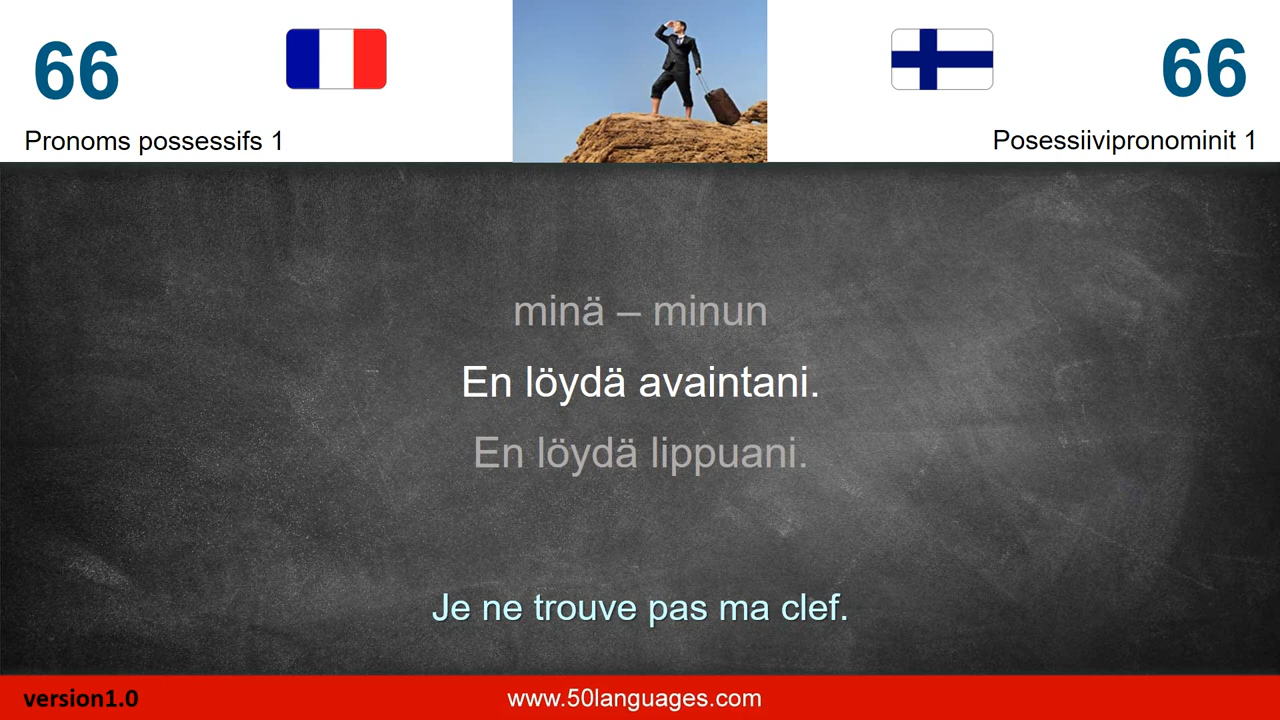 66
66
Pronoms possessifs 1
Posessiivipronominit 1
minä – minun
En löydä avaintani.
En löydä lippuani.
Je ne trouve pas ma clef.
version1.0
www.50languages.com